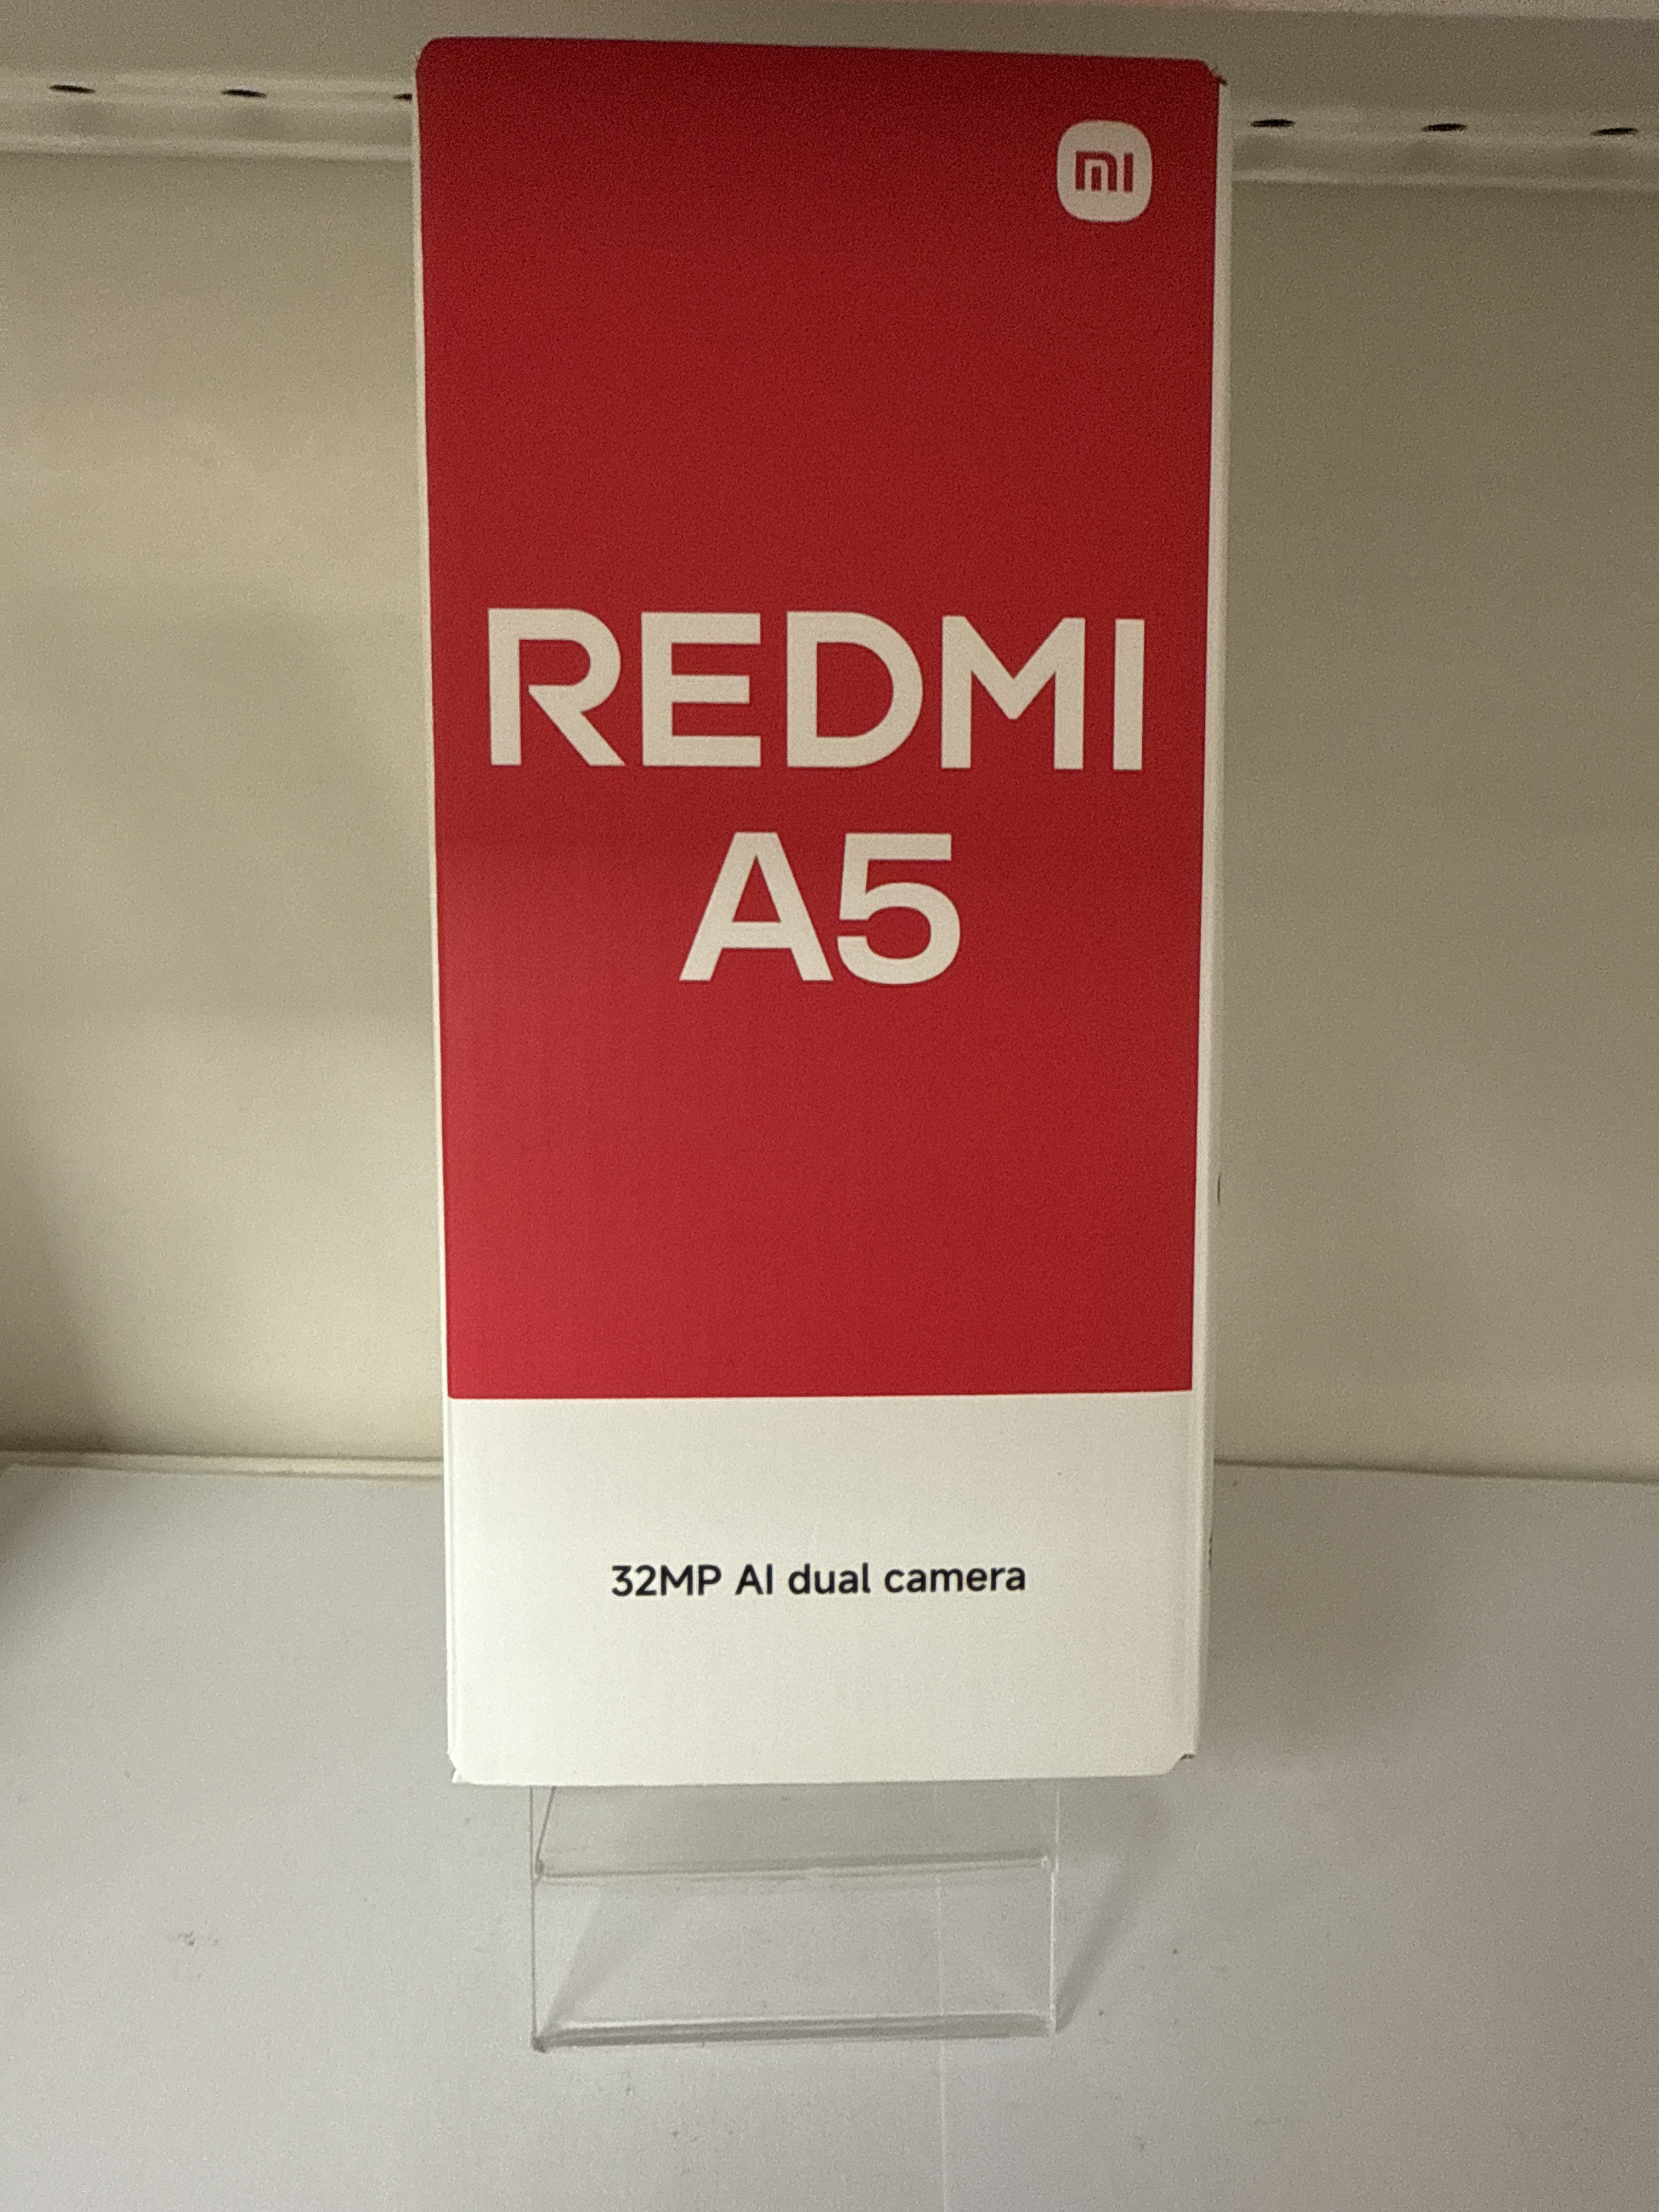 mi
REDMI
A5
32MP AI dual camera